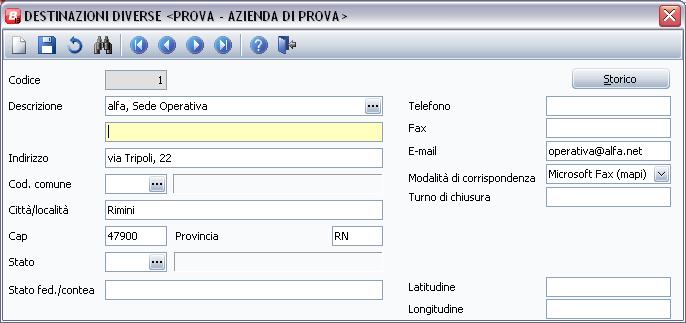 DESTINAZIONI DIVERSE <PROVA - AZIENDA DI PROVA>
Codice 1 Storico
Descrizione alfa, Sede Operativa Telefono
Fax
Indirizzo via Tripoli, 22 E-mail operativa@alfa.net
Cod. comune Modalità di corrispondenza Microsoft Fax (mapi)
Turno di chiusura
Città/località Rimini
Cap 47900 Provincia RN
Stato
Stato fed./contea Latitudine
Longitudine